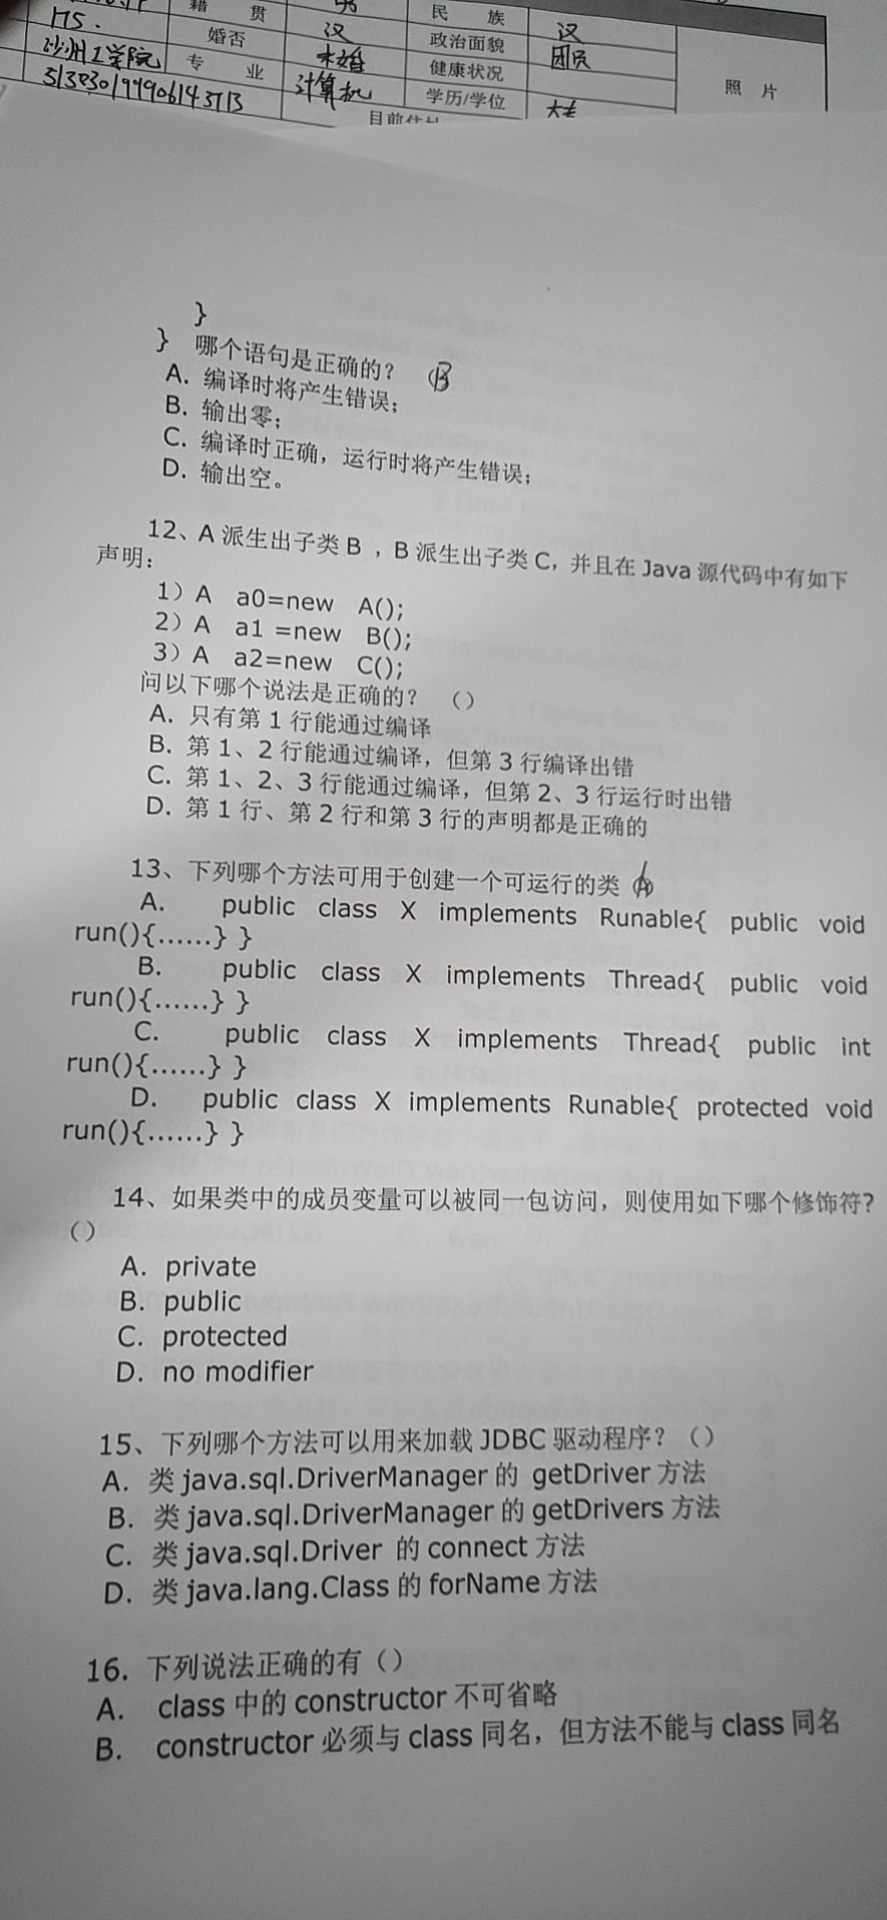 籍 贯
民 族
汉
175.
婚否
汉
政治面貌
团员
沙州工学院
专 业
未婚
健康状况
照 片
513030199906143713
计算机
学历/学位
大专
目前住址
}
} 哪个语句是正确的? (B)
A. 编译时将产生错误;
B. 输出零;
C. 编译时正确,运行时将产生错误;
D. 输出空。
12、A 派生出子类 B ,B 派生出子类 C,并且在 Java 源代码中有如下
声明:
1)A a0=new A();
2)A a1 =new B();
3)A a2=new C();
问以下哪个说法是正确的? ()
A. 只有第 1 行能通过编译
B. 第 1、2 行能通过编译,但第 3 行编译出错
C. 第 1、2、3 行能通过编译,但第 2、3 行运行时出错
D. 第 1 行、第 2 行和第 3 行的声明都是正确的
13、下列哪个方法可用于创建一个可运行的类 (A)
A. public class X implements Runable{ public void
run(){......} }
B. public class X implements Thread{ public void
run(){......} }
C. public class X implements Thread{ public int
run(){......} }
D. public class X implements Runable{ protected void
run(){......} }
14、如果类中的成员变量可以被同一包访问,则使用如下哪个修饰符?
()
A. private
B. public
C. protected
D. no modifier
15、下列哪个方法可以用来加载 JDBC 驱动程序? ()
A. 类 java.sql.DriverManager 的 getDriver 方法
B. 类 java.sql.DriverManager 的 getDrivers 方法
C. 类 java.sql.Driver 的 connect 方法
D. 类 java.lang.Class 的 forName 方法
16. 下列说法正确的有()
A. class 中的 constructor 不可省略
B. constructor 必须与 class 同名,但方法不能与 class 同名